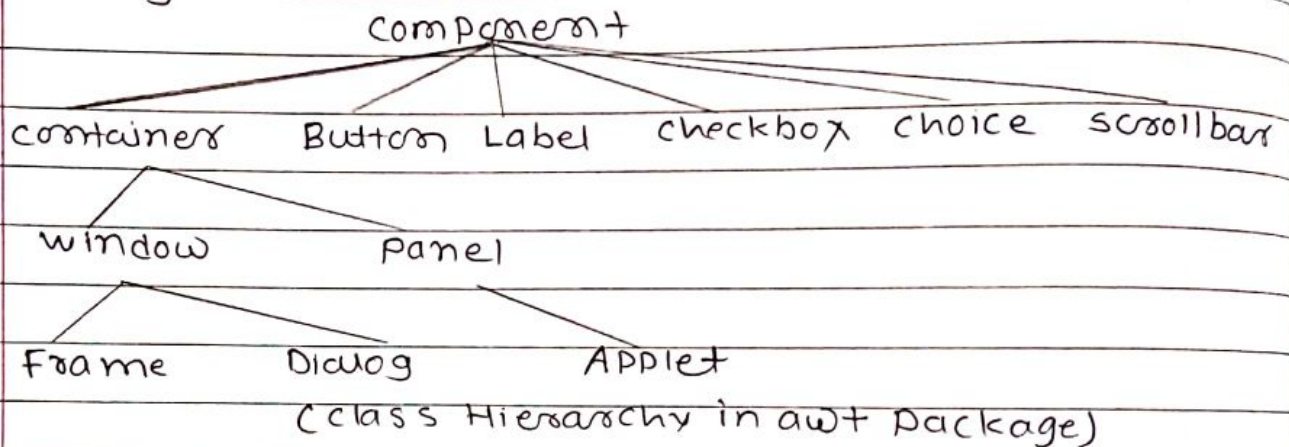 component
container Button Label checkbox choice scrollbar
window panel
Frame Dialog Applet
(class Hierarchy in awt package)